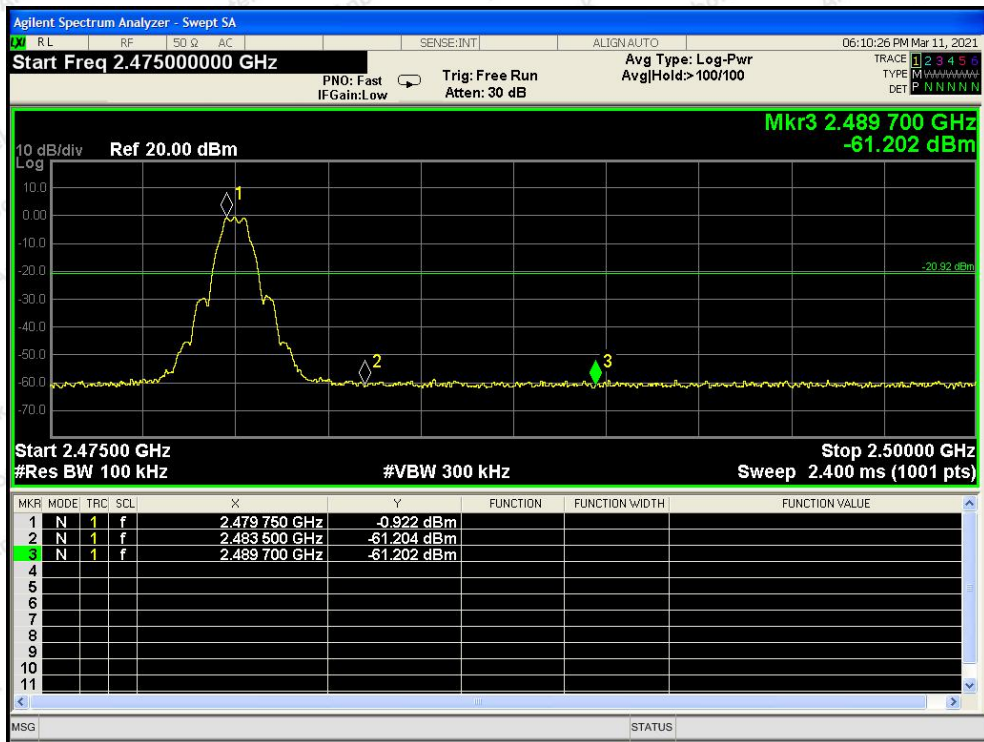 Agilent Spectrum Analyzer - Swept SA
LXI RL RF 50 Ω AC SENSE:INT ALIGN AUTO 06:10:26 PM Mar 11, 2021
Start Freq 2.475000000 GHz
PNO: Fast
IFGain:Low
Trig: Free Run
Atten: 30 dB
Avg Type: Log-Pwr
Avg|Hold:>100/100
TRACE 1 2 3 4 5 6
TYPE M
DET P N N N N N
Mkr3 2.489 700 GHz
-61.202 dBm
10 dB/div Ref 20.00 dBm
Log
10.0
0.00
-10.0
-20.0
-30.0
-40.0
-50.0
-60.0
-70.0
1
-20.92 dBm
2
3
Start 2.47500 GHz Stop 2.50000 GHz
#Res BW 100 kHz #VBW 300 kHz Sweep 2.400 ms (1001 pts)
MKR MODE TRC SCL X Y FUNCTION FUNCTION WIDTH FUNCTION VALUE
1 N 1 f 2.479 750 GHz -0.922 dBm
2 N 1 f 2.483 500 GHz -61.204 dBm
3 N 1 f 2.489 700 GHz -61.202 dBm
4
5
6
7
8
9
10
11
MSG STATUS